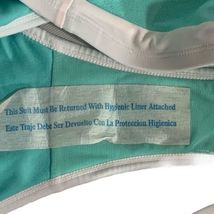 This Suit Must Be Returned With Hygienic Liner Attached
Este Traje Debe Ser Devuelto Con La Proteccion Higienica